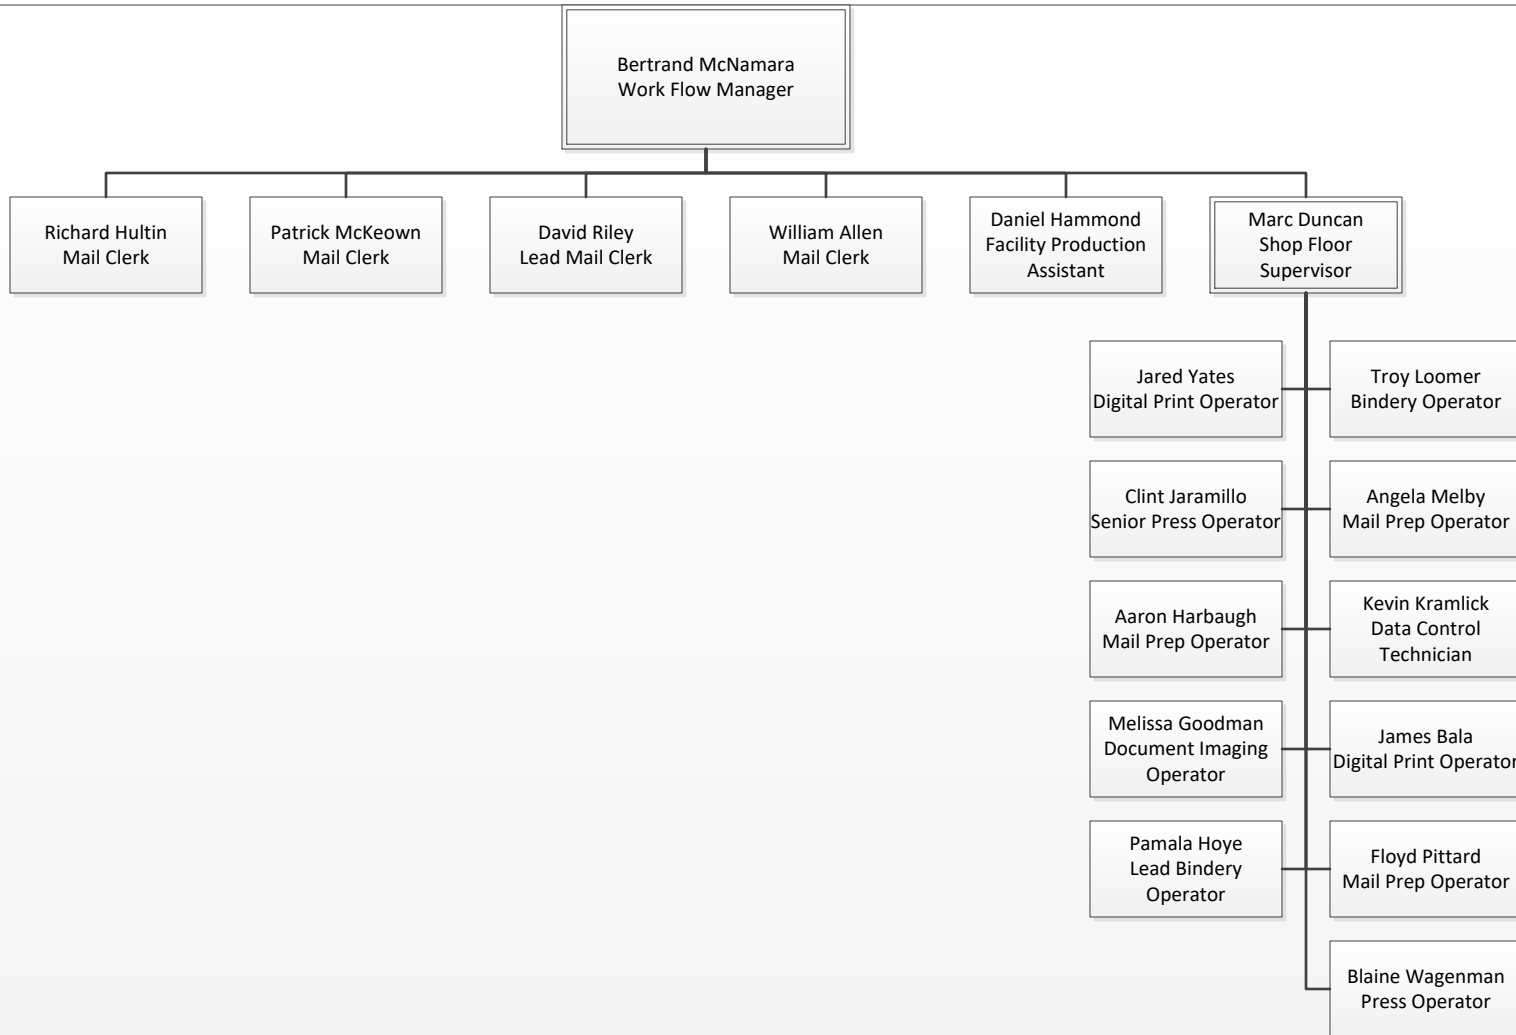 Bertrand McNamara
Work Flow Manager
Richard Hultin
Mail Clerk
Patrick McKeown
Mail Clerk
David Riley
Lead Mail Clerk
William Allen
Mail Clerk
Daniel Hammond
Facility Production
Assistant
Marc Duncan
Shop Floor
Supervisor
Jared Yates
Digital Print Operator
Troy Loomer
Bindery Operator
Clint Jaramillo
Senior Press Operator
Angela Melby
Mail Prep Operator
Aaron Harbaugh
Mail Prep Operator
Kevin Kramlick
Data Control
Technician
Melissa Goodman
Document Imaging
Operator
James Bala
Digital Print Operator
Pamala Hoye
Lead Bindery
Operator
Floyd Pittard
Mail Prep Operator
Blaine Wagenman
Press Operator